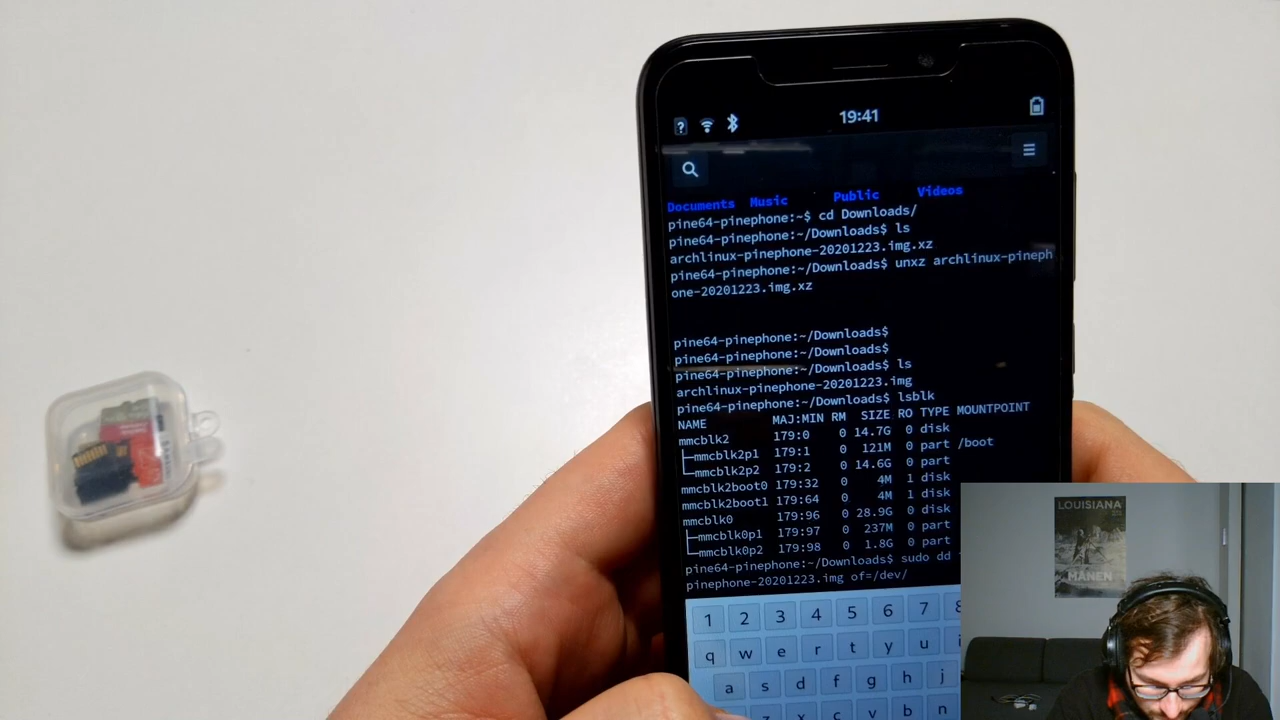 19:41
Documents Music Public Videos
pine64-pinephone:~$ cd Downloads/
pine64-pinephone:~/Downloads$ ls
archlinux-pinephone-20201223.img.xz
pine64-pinephone:~/Downloads$ unxz archlinux-pineph
one-20201223.img.xz
pine64-pinephone:~/Downloads$
pine64-pinephone:~/Downloads$
pine64-pinephone:~/Downloads$ ls
archlinux-pinephone-20201223.img
pine64-pinephone:~/Downloads$ lsblk
NAME MAJ:MIN RM SIZE RO TYPE MOUNTPOINT
mmcblk2 179:0 0 14.7G 0 disk
├─mmcblk2p1 179:1 0 121M 0 part /boot
└─mmcblk2p2 179:2 0 14.6G 0 part
mmcblk2boot0 179:32 0 4M 1 disk
mmcblk2boot1 179:64 0 4M 1 disk
mmcblk0 179:96 0 28.9G 0 disk
├─mmcblk0p1 179:97 0 237M 0 part
└─mmcblk0p2 179:98 0 1.8G 0 part
pine64-pinephone:~/Downloads$ sudo dd
pinephone-20201223.img of=/dev/
1 2 3 4 5 6 7 8
q w e r t y u i
a s d f g h j
z x c v b n
LOUISIANA
MÅNEN